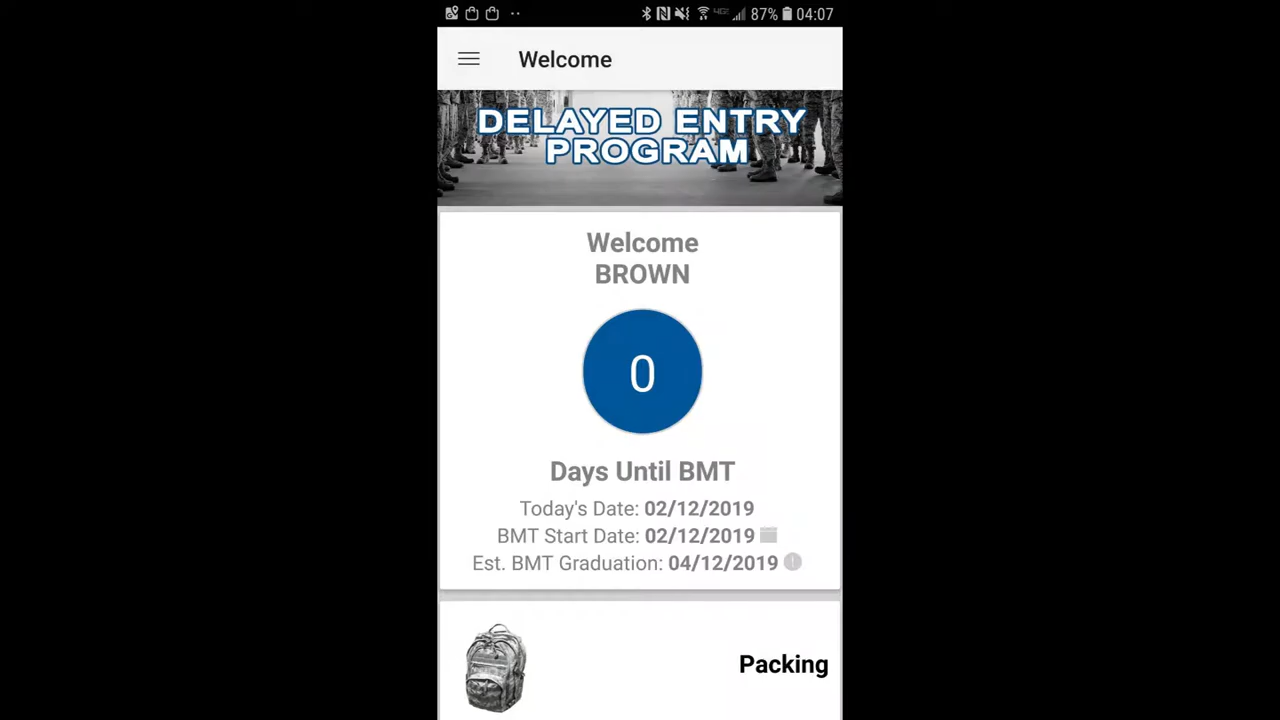 87% 04:07
Welcome
DELAYED ENTRY
PROGRAM
Welcome
BROWN
0
Days Until BMT
Today's Date: 02/12/2019
BMT Start Date: 02/12/2019
Est. BMT Graduation: 04/12/2019
Packing